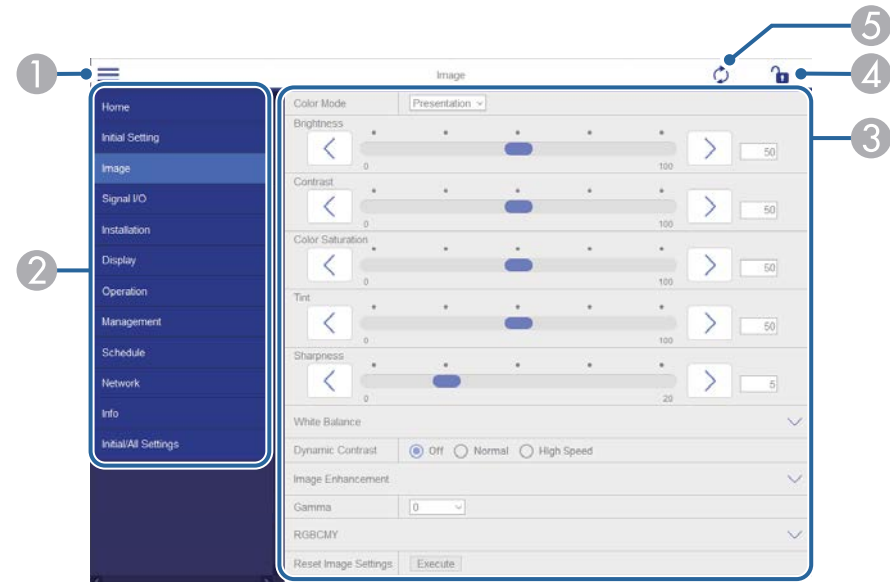 5
1
Image
4
Home
Initial Setting
Image
Signal I/O
Installation
Display
Operation
Management
Schedule
Network
Info
Initial/All Settings
2
3
Color Mode Presentation
Brightness
0 100 50
Contrast
0 100 50
Color Saturation
0 100 50
Tint
0 100 50
Sharpness
0 20 5
White Balance
Dynamic Contrast Off Normal High Speed
Image Enhancement
Gamma 0
RGBCMY
Reset Image Settings Execute